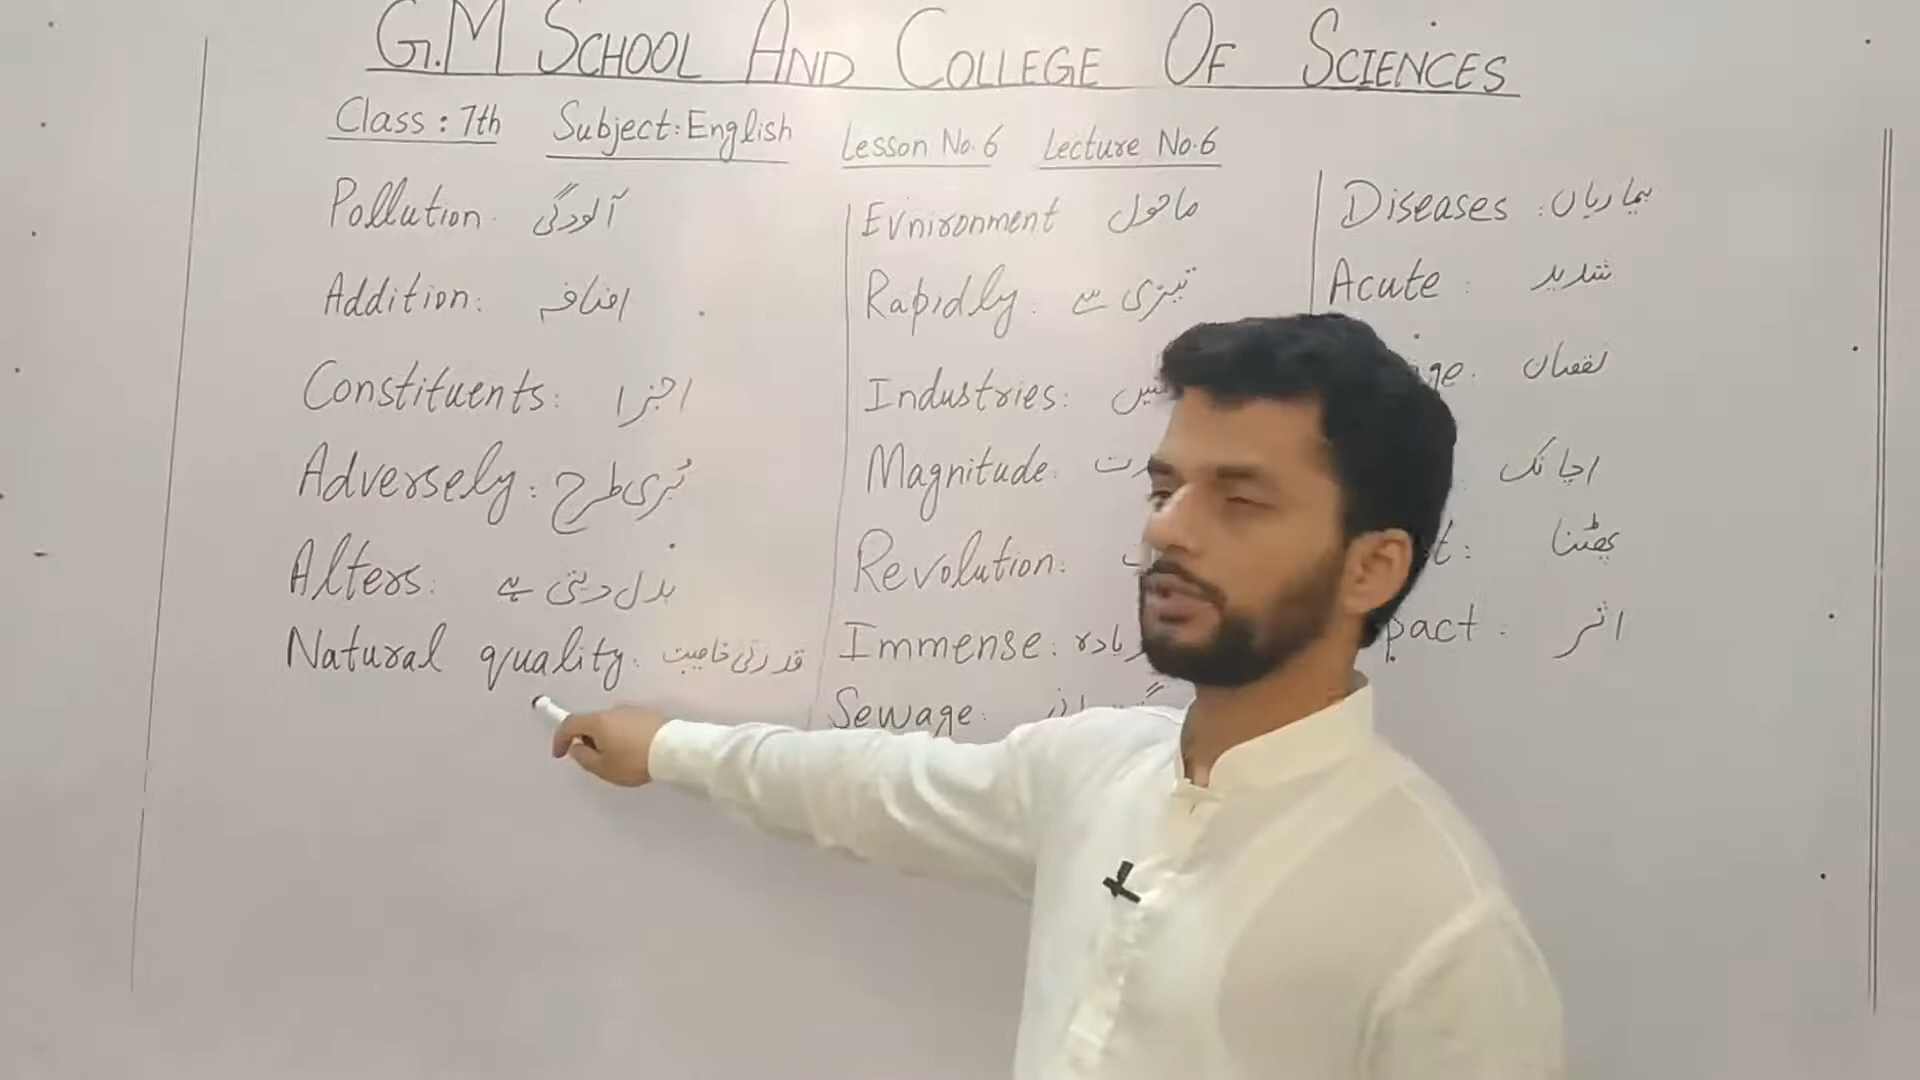 G.M SCHOOL AND COLLEGE OF SCIENCES
Class : 7th Subject: English Lesson No. 6 Lecture No. 6
Pollution: آلودگی
Addition: اضافہ
Constituents: اجزا
Adversely: بُری طرح
Alters: بدل دیتی ہے
Natural quality: قدرتی خاصیت
Evnironment ماحول
Rapidly: تیزی سے
Industries:
Magnitude:
Revolution:
Immense:
Sewage:
Diseases: بیماریاں
Acute: شدید
نقصان
اچانک
پھٹنا
اثر